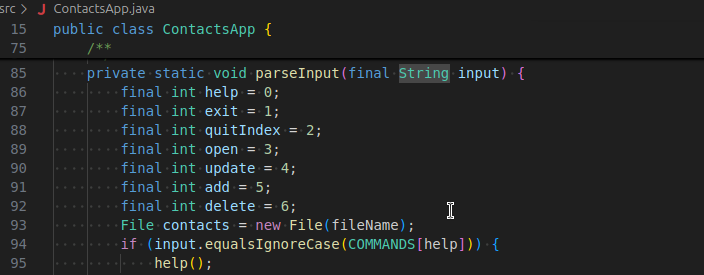 src > J ContactsApp.java
15 public class ContactsApp {
75     /**
85     private static void parseInput(final String input) {
86         final int help = 0;
87         final int exit = 1;
88         final int quitIndex = 2;
89         final int open = 3;
90         final int update = 4;
91         final int add = 5;
92         final int delete = 6;
93         File contacts = new File(fileName);
94         if (input.equalsIgnoreCase(COMMANDS[help])) {
95             help();